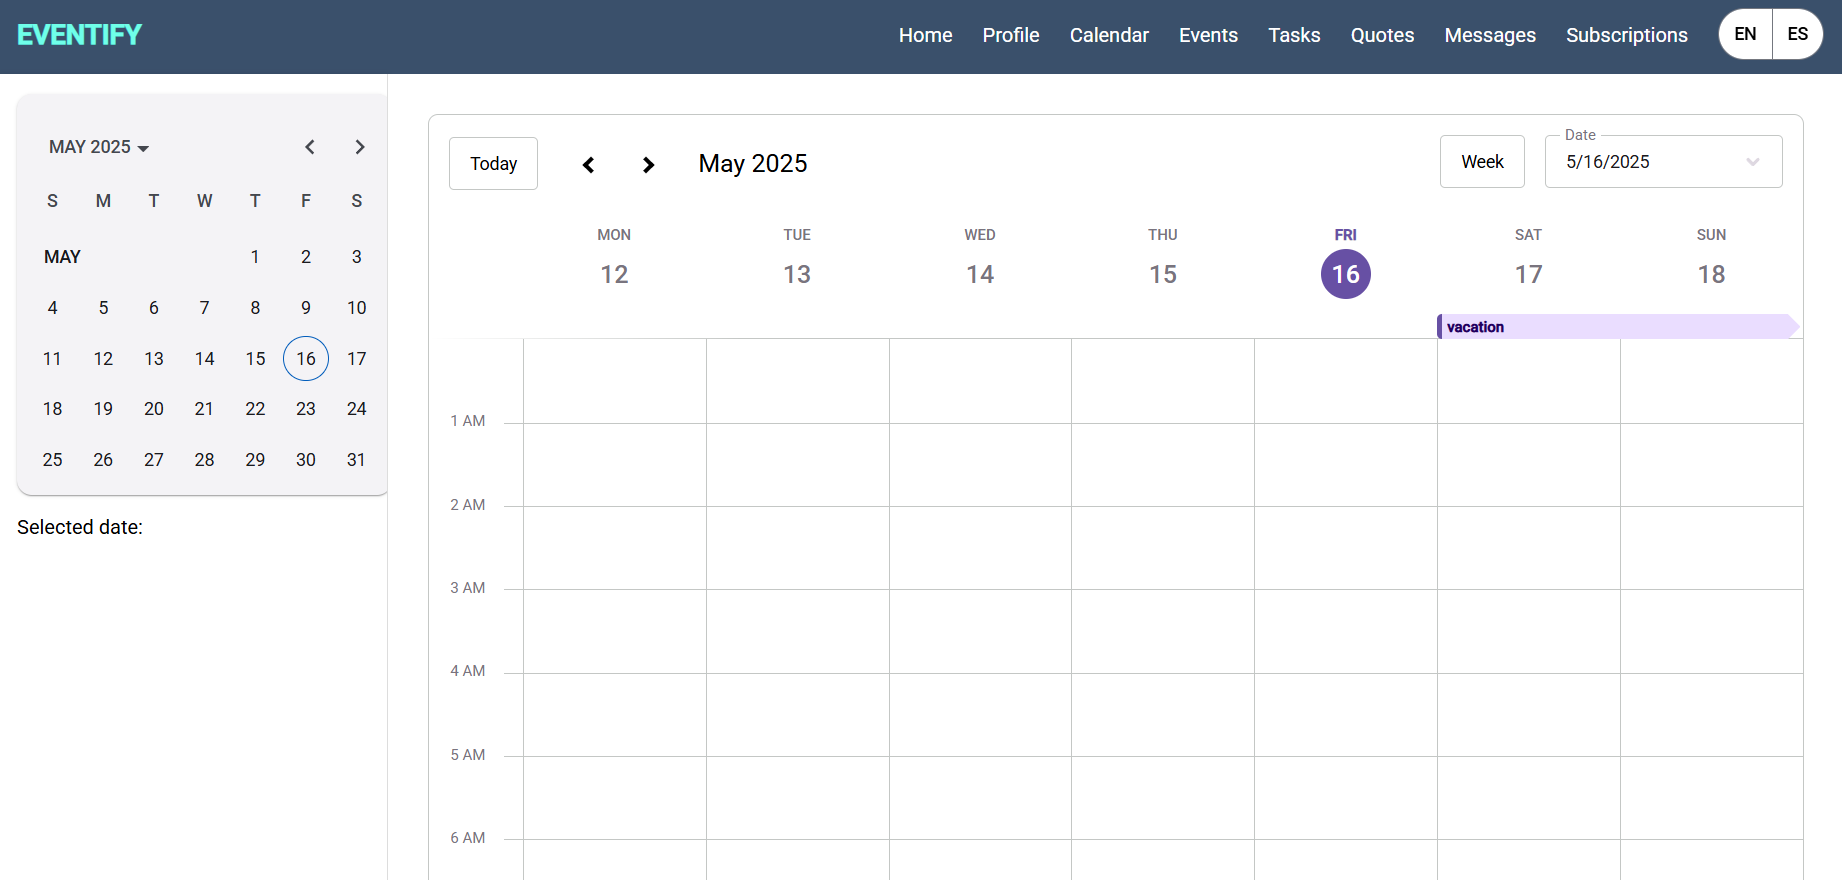 EVENTIFY
Home Profile Calendar Events Tasks Quotes Messages Subscriptions EN ES
MAY 2025
S M T W T F S
MAY 1 2 3
4 5 6 7 8 9 10
11 12 13 14 15 16 17
18 19 20 21 22 23 24
25 26 27 28 29 30 31
Selected date:
Today May 2025 Week
Date
5/16/2025
MON TUE WED THU FRI SAT SUN
12 13 14 15 16 17 18
vacation
1 AM
2 AM
3 AM
4 AM
5 AM
6 AM